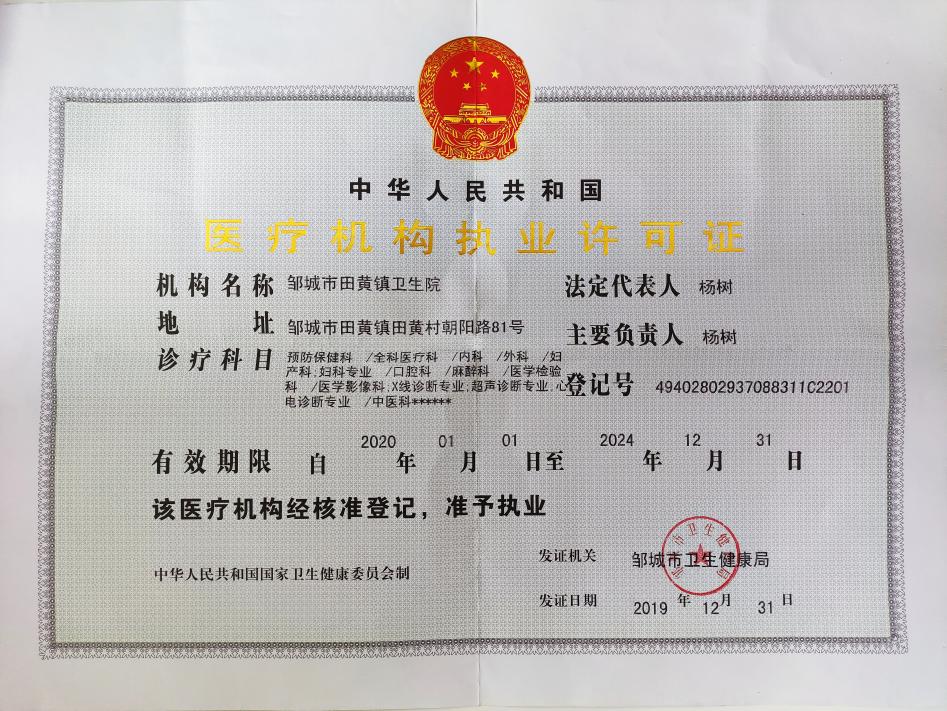 中华人民共和国
医疗机构执业许可证
机构名称 邹城市田黄镇卫生院 法定代表人 杨树
地址 邹城市田黄镇田黄村朝阳路81号 主要负责人 杨树
诊疗科目 预防保健科 /全科医疗科 /内科 /外科 /妇
产科;妇科专业 /口腔科 /麻醉科 /医学检验
科 /医学影像科;X线诊断专业;超声诊断专业;心
电诊断专业 /中医科******
登记号 49402802937088311C2201
有效期限 自 2020 年 01 月 01 日至 2024 年 12 月 31 日
该医疗机构经核准登记，准予执业
发证机关 邹城市卫生健康局
中华人民共和国国家卫生健康委员会制
发证日期 2019 年 12 月 31 日